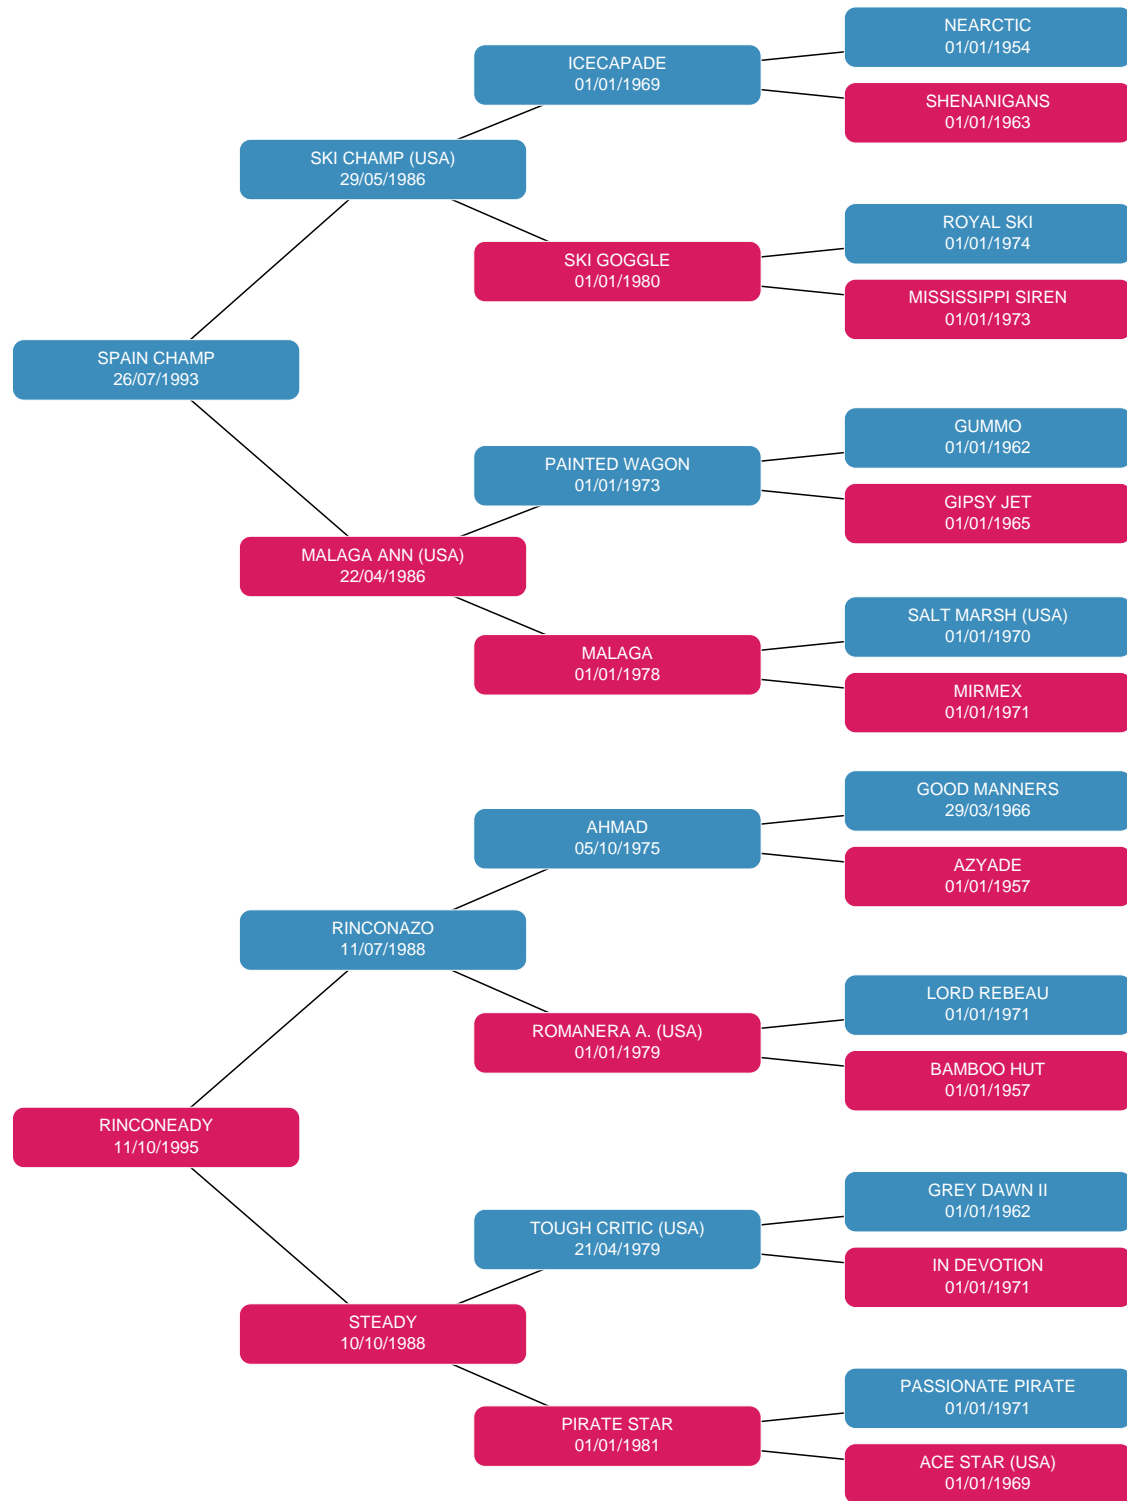 NEARCTIC
01/01/1954
ICECAPADE
01/01/1969
SHENANIGANS
01/01/1963
SKI CHAMP (USA)
29/05/1986
ROYAL SKI
01/01/1974
SKI GOGGLE
01/01/1980
MISSISSIPPI SIREN
01/01/1973
SPAIN CHAMP
26/07/1993
GUMMO
01/01/1962
PAINTED WAGON
01/01/1973
GIPSY JET
01/01/1965
MALAGA ANN (USA)
22/04/1986
SALT MARSH (USA)
01/01/1970
MALAGA
01/01/1978
MIRMEX
01/01/1971
GOOD MANNERS
29/03/1966
AHMAD
05/10/1975
AZYADE
01/01/1957
RINCONAZO
11/07/1988
LORD REBEAU
01/01/1971
ROMANERA A. (USA)
01/01/1979
BAMBOO HUT
01/01/1957
RINCONEADY
11/10/1995
GREY DAWN II
01/01/1962
TOUGH CRITIC (USA)
21/04/1979
IN DEVOTION
01/01/1971
STEADY
10/10/1988
PASSIONATE PIRATE
01/01/1971
PIRATE STAR
01/01/1981
ACE STAR (USA)
01/01/1969